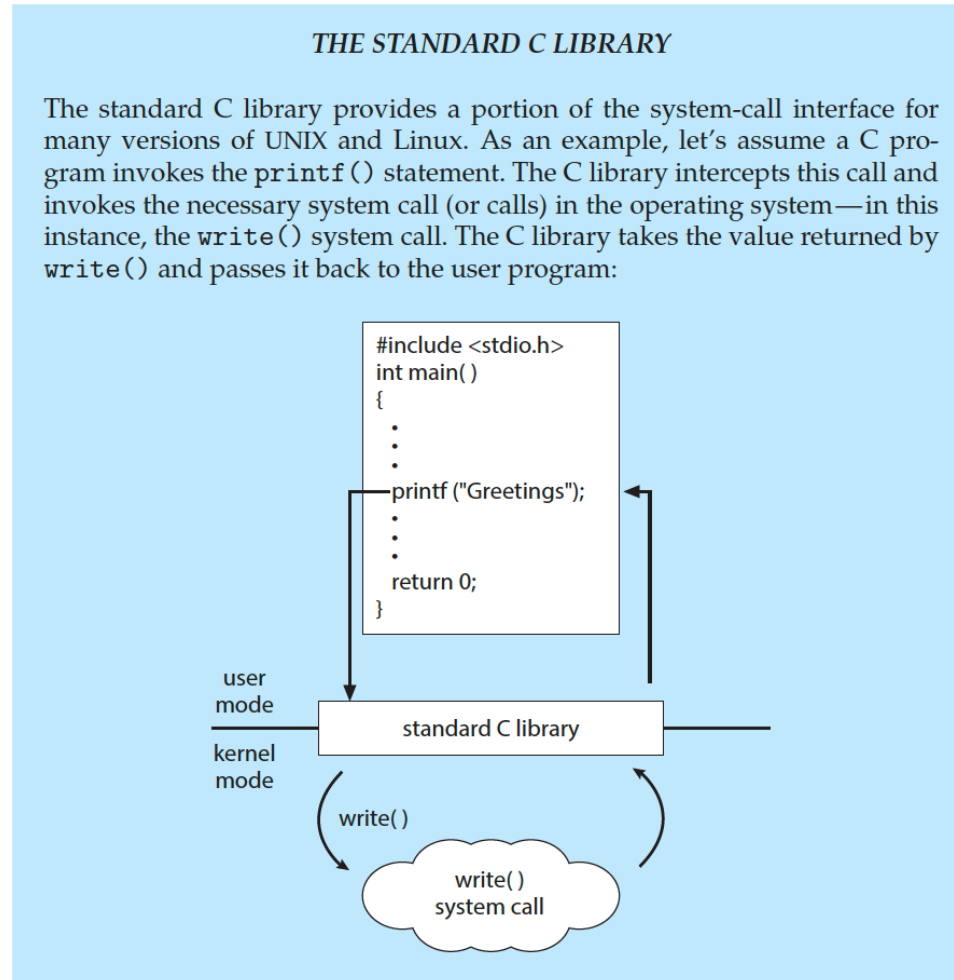 THE STANDARD C LIBRARY
The standard C library provides a portion of the system-call interface for
many versions of UNIX and Linux. As an example, let's assume a C pro-
gram invokes the printf() statement. The C library intercepts this call and
invokes the necessary system call (or calls) in the operating system—in this
instance, the write() system call. The C library takes the value returned by
write() and passes it back to the user program:
#include <stdio.h>
int main( )
{
•
•
•
printf ("Greetings");
•
•
•
return 0;
}
user
mode
standard C library
kernel
mode
write( )
write( )
system call